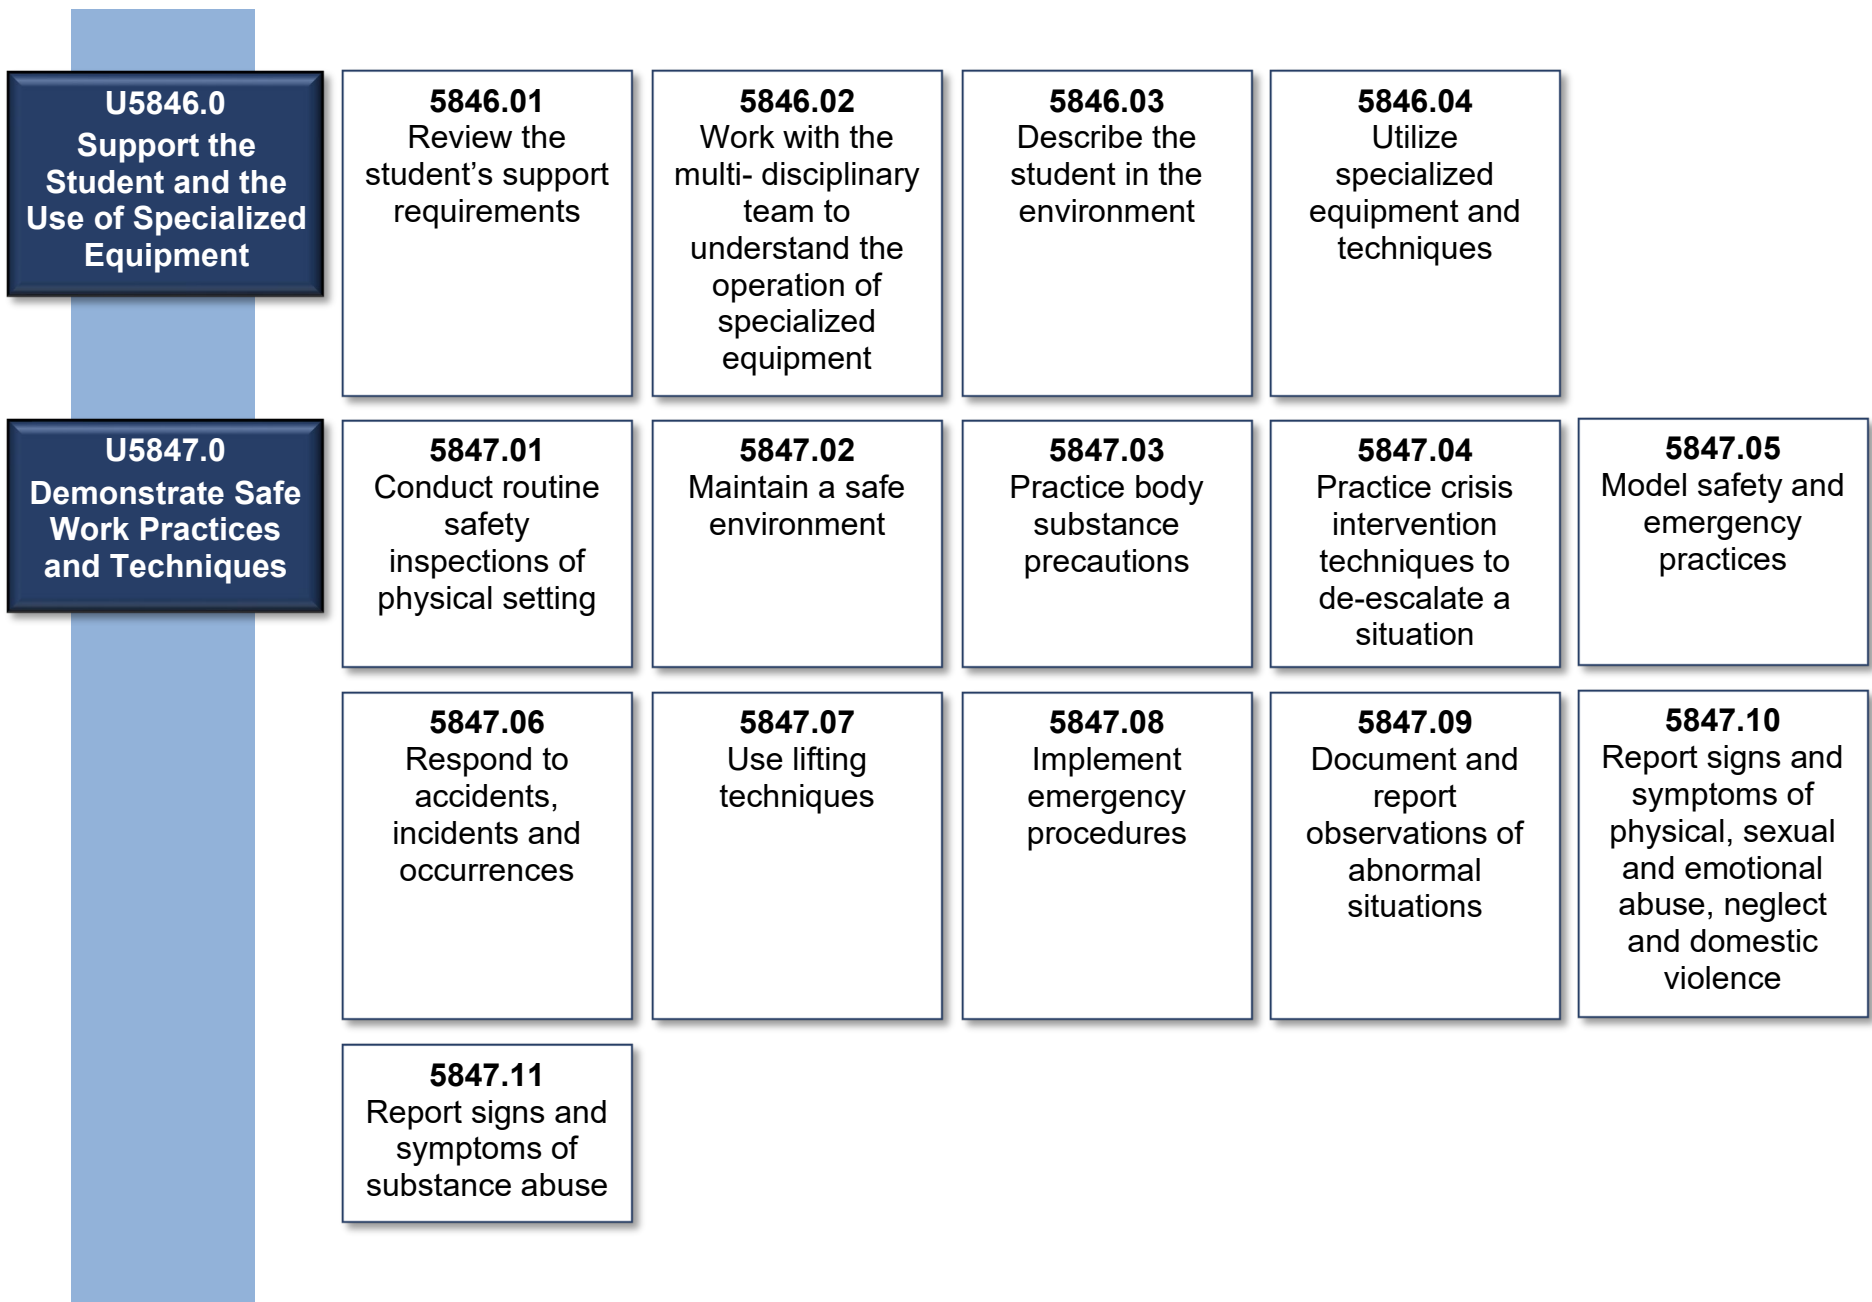 U5846.0
Support the
Student and the
Use of Specialized
Equipment
5846.01
Review the
student’s support
requirements
5846.02
Work with the
multi- disciplinary
team to
understand the
operation of
specialized
equipment
5846.03
Describe the
student in the
environment
5846.04
Utilize
specialized
equipment and
techniques
U5847.0
Demonstrate Safe
Work Practices
and Techniques
5847.01
Conduct routine
safety
inspections of
physical setting
5847.02
Maintain a safe
environment
5847.03
Practice body
substance
precautions
5847.04
Practice crisis
intervention
techniques to
de-escalate a
situation
5847.05
Model safety and
emergency
practices
5847.06
Respond to
accidents,
incidents and
occurrences
5847.07
Use lifting
techniques
5847.08
Implement
emergency
procedures
5847.09
Document and
report
observations of
abnormal
situations
5847.10
Report signs and
symptoms of
physical, sexual
and emotional
abuse, neglect
and domestic
violence
5847.11
Report signs and
symptoms of
substance abuse